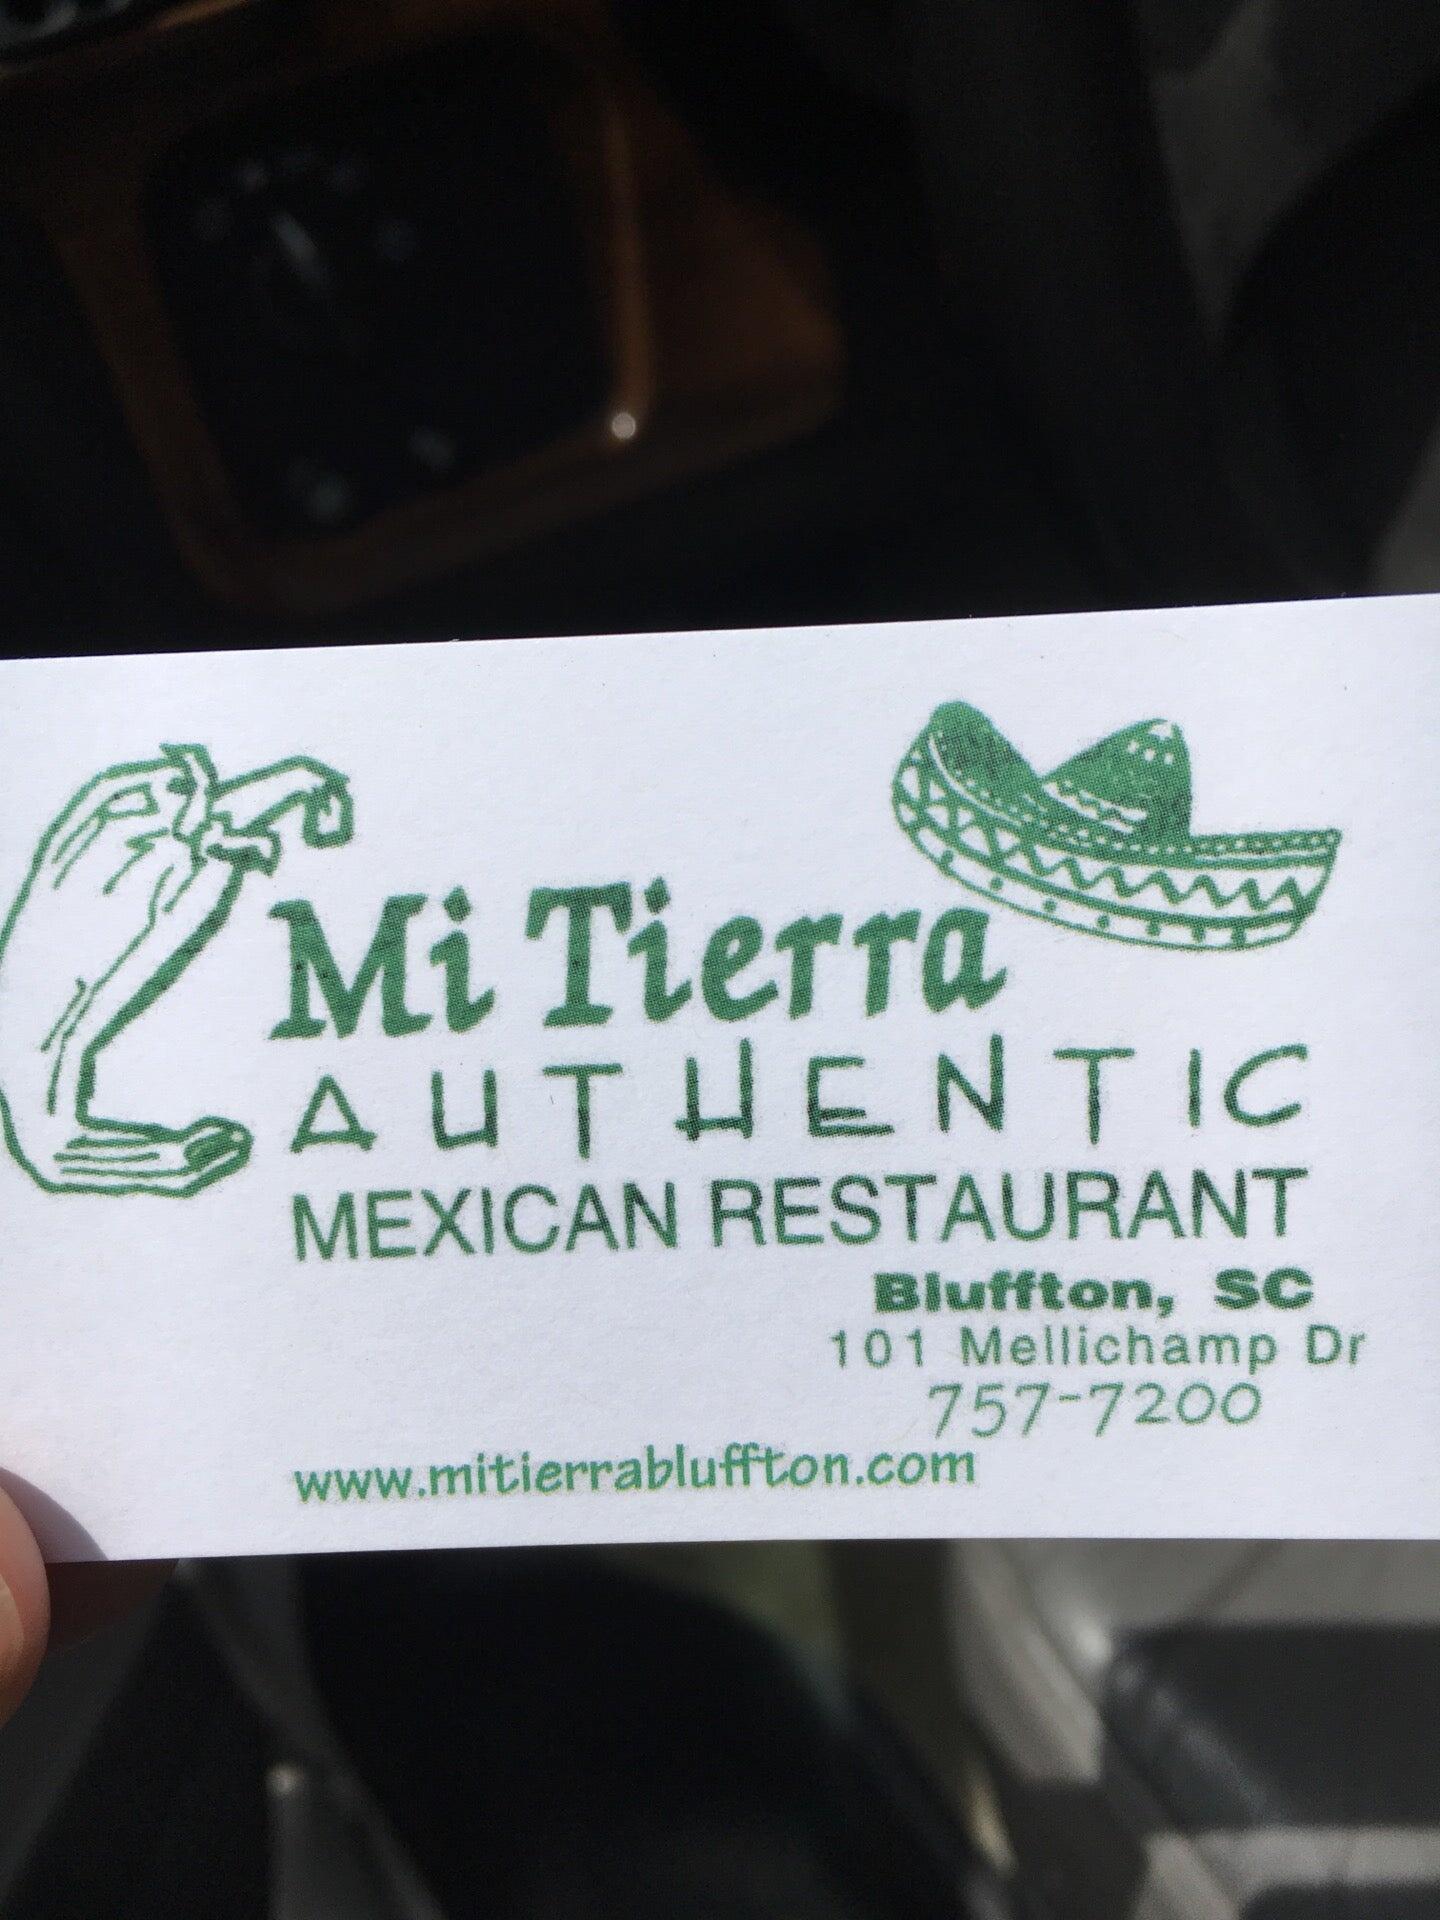 Mi Tierra
AUTHENTIC
MEXICAN RESTAURANT
Bluffton, SC
101 Mellichamp Dr
757-7200
www.mitierrabluffton.com